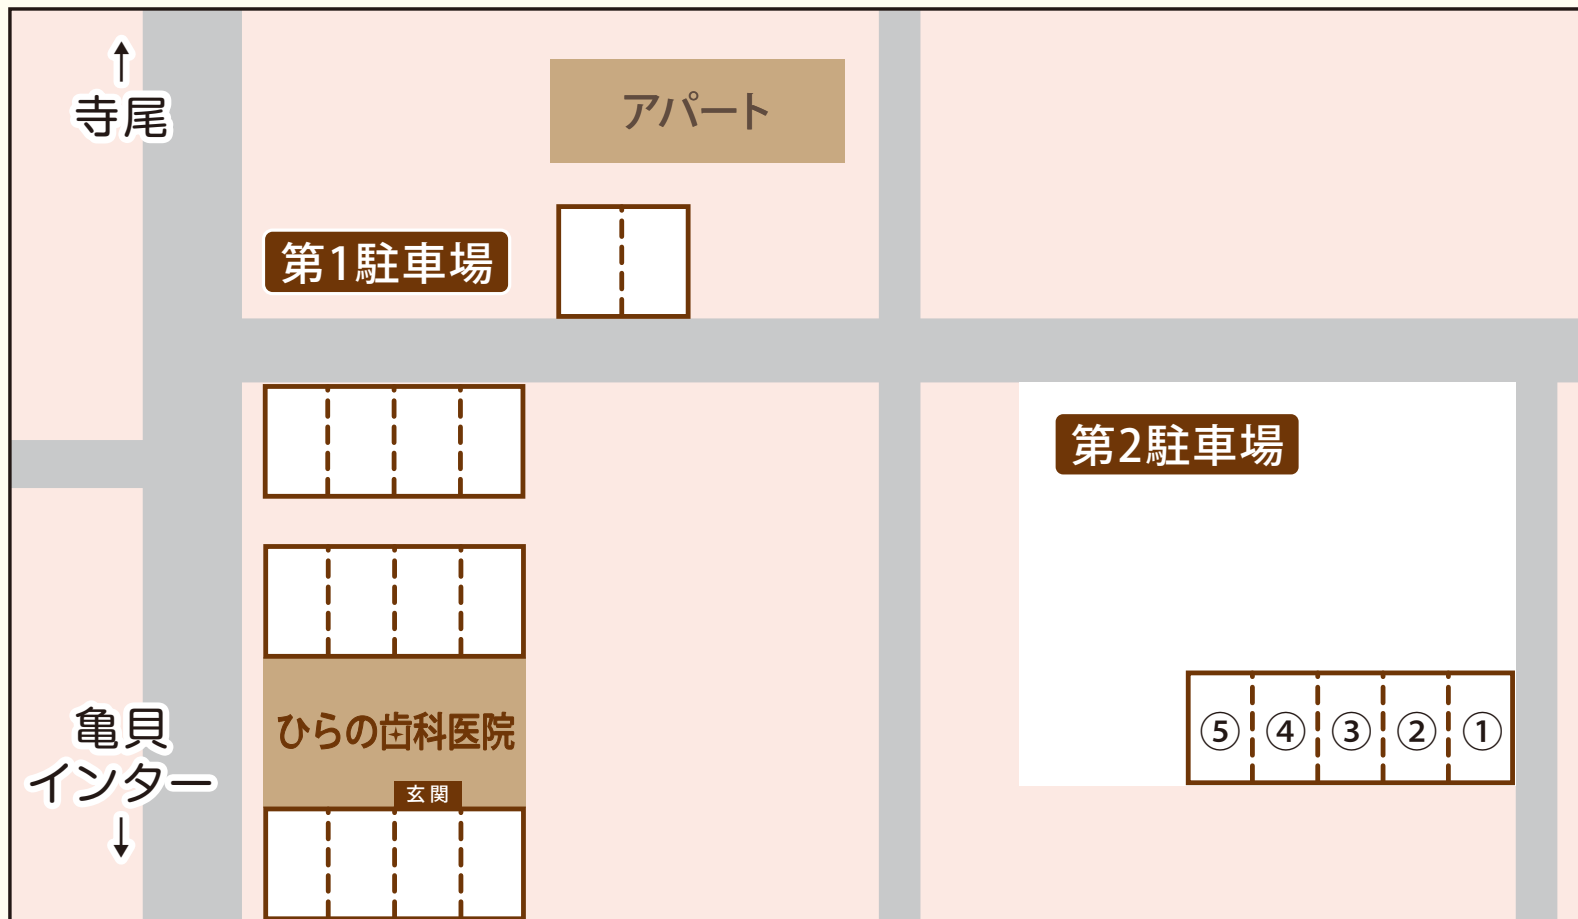 ↑
寺尾
アパート
第1駐車場
第2駐車場
亀貝
インター
↓
ひらの歯科医院
玄関
⑤ ④ ③ ② ①